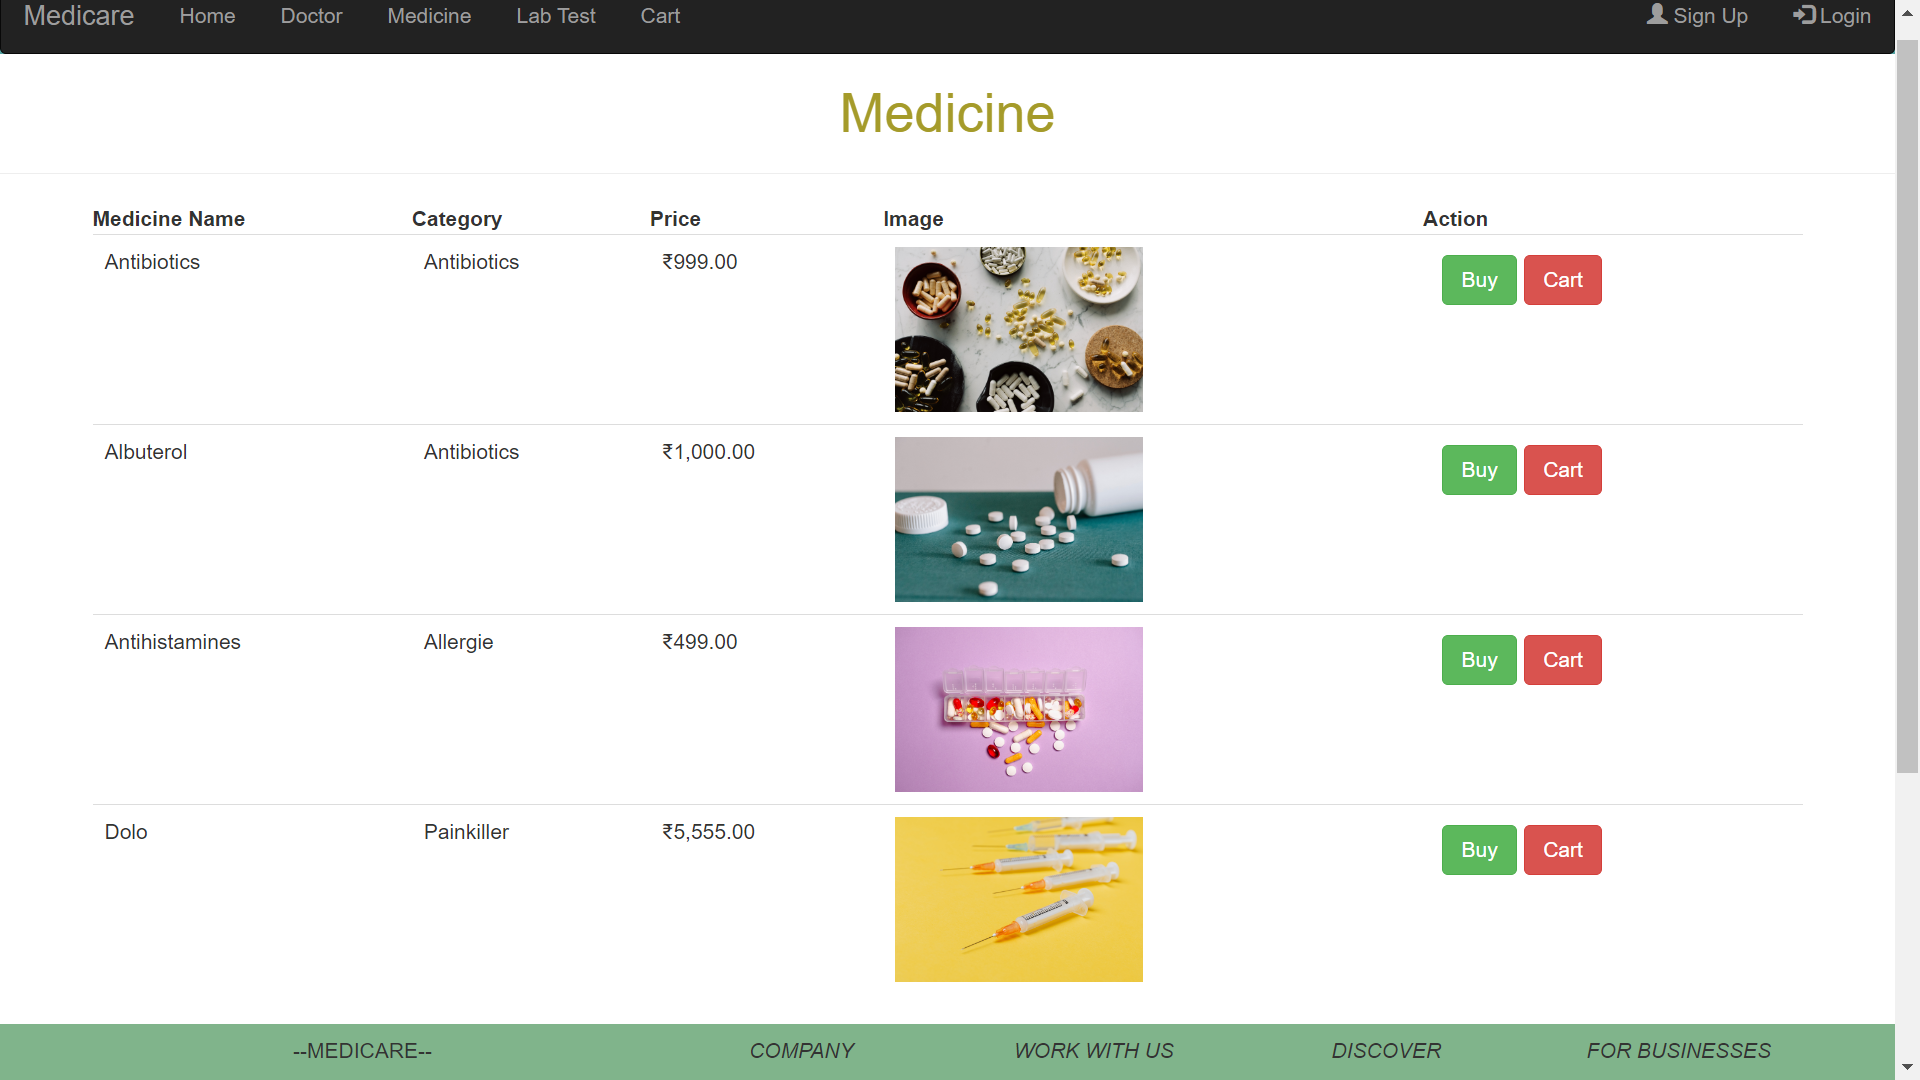 Medicare Home Doctor Medicine Lab Test Cart Sign Up Login
Medicine
Medicine Name Category Price Image Action
Antibiotics Antibiotics ₹999.00 Buy Cart
Albuterol Antibiotics ₹1,000.00 Buy Cart
Antihistamines Allergie ₹499.00 Buy Cart
Dolo Painkiller ₹5,555.00 Buy Cart
--MEDICARE-- COMPANY WORK WITH US DISCOVER FOR BUSINESSES